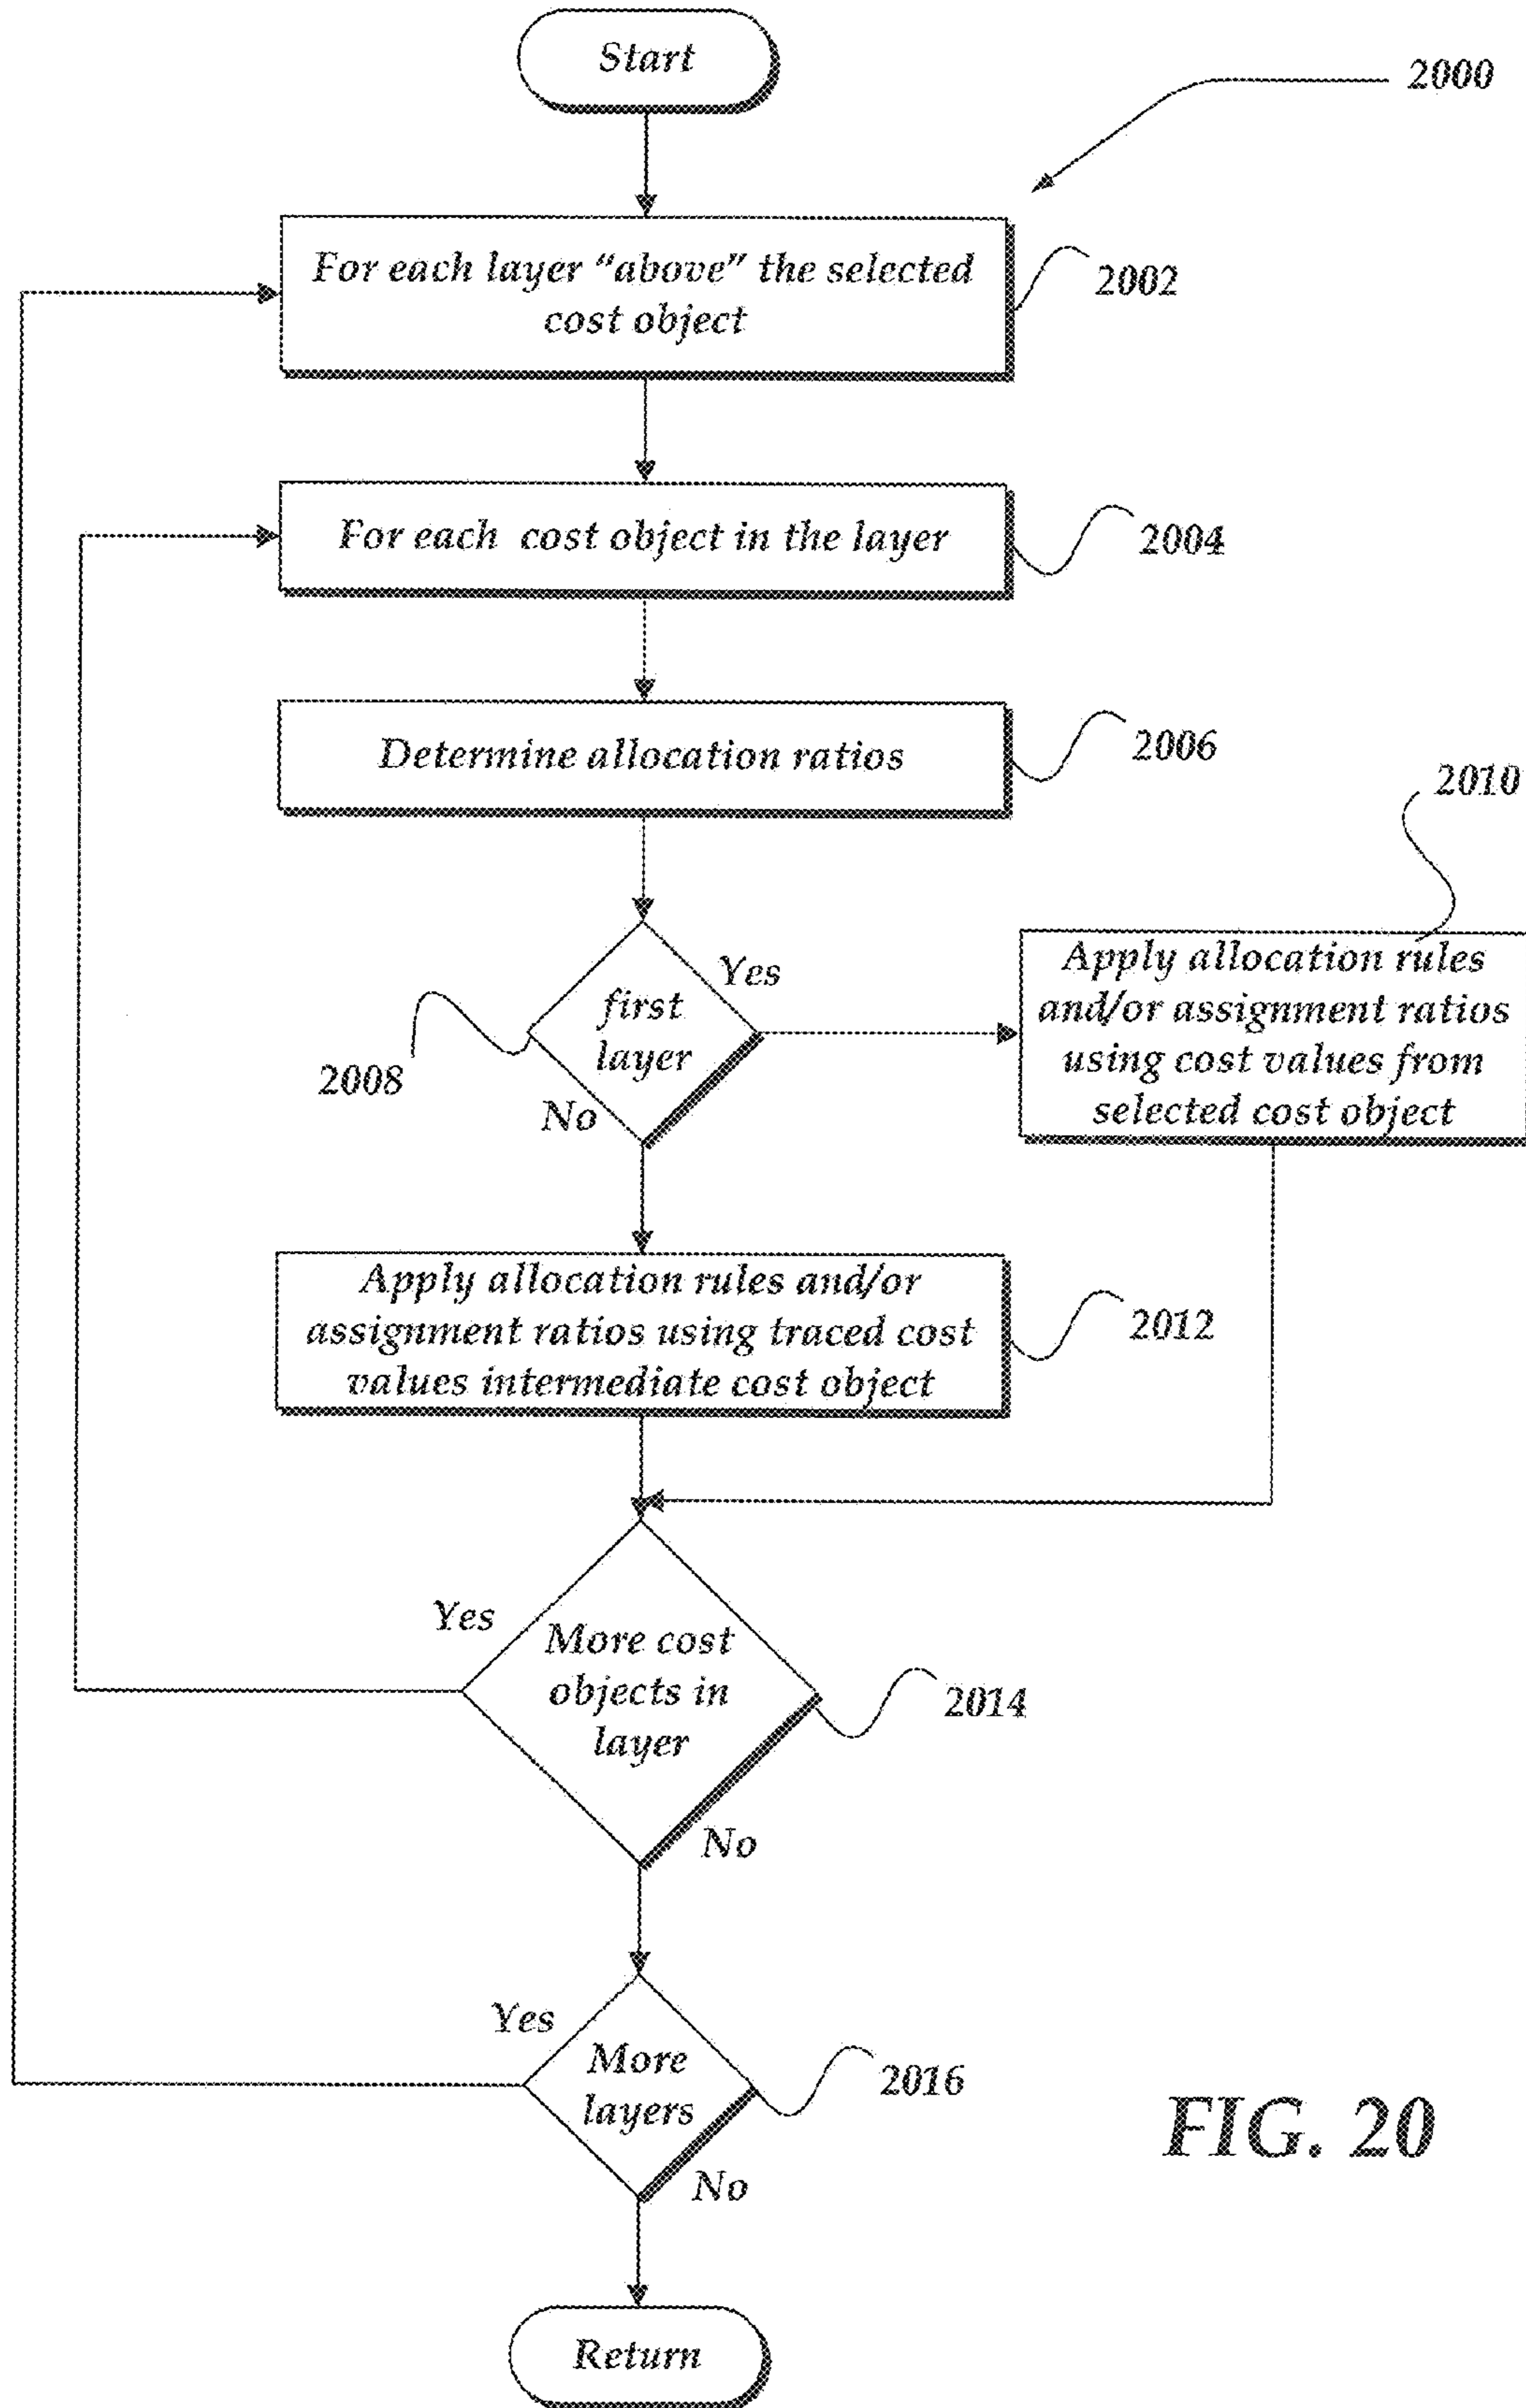 Start
2000
For each layer “above” the selected
cost object
2002
For each cost object in the layer
2004
Determine allocation ratios
2006
2010
Yes
first
layer
2008
No
Apply allocation rules
and/or assignment ratios
using cost values from
selected cost object
Apply allocation rules and/or
assignment ratios using traced cost
values intermediate cost object
2012
Yes
More cost
objects in
layer
2014
No
Yes
More
layers
2016
No
FIG. 20
Return